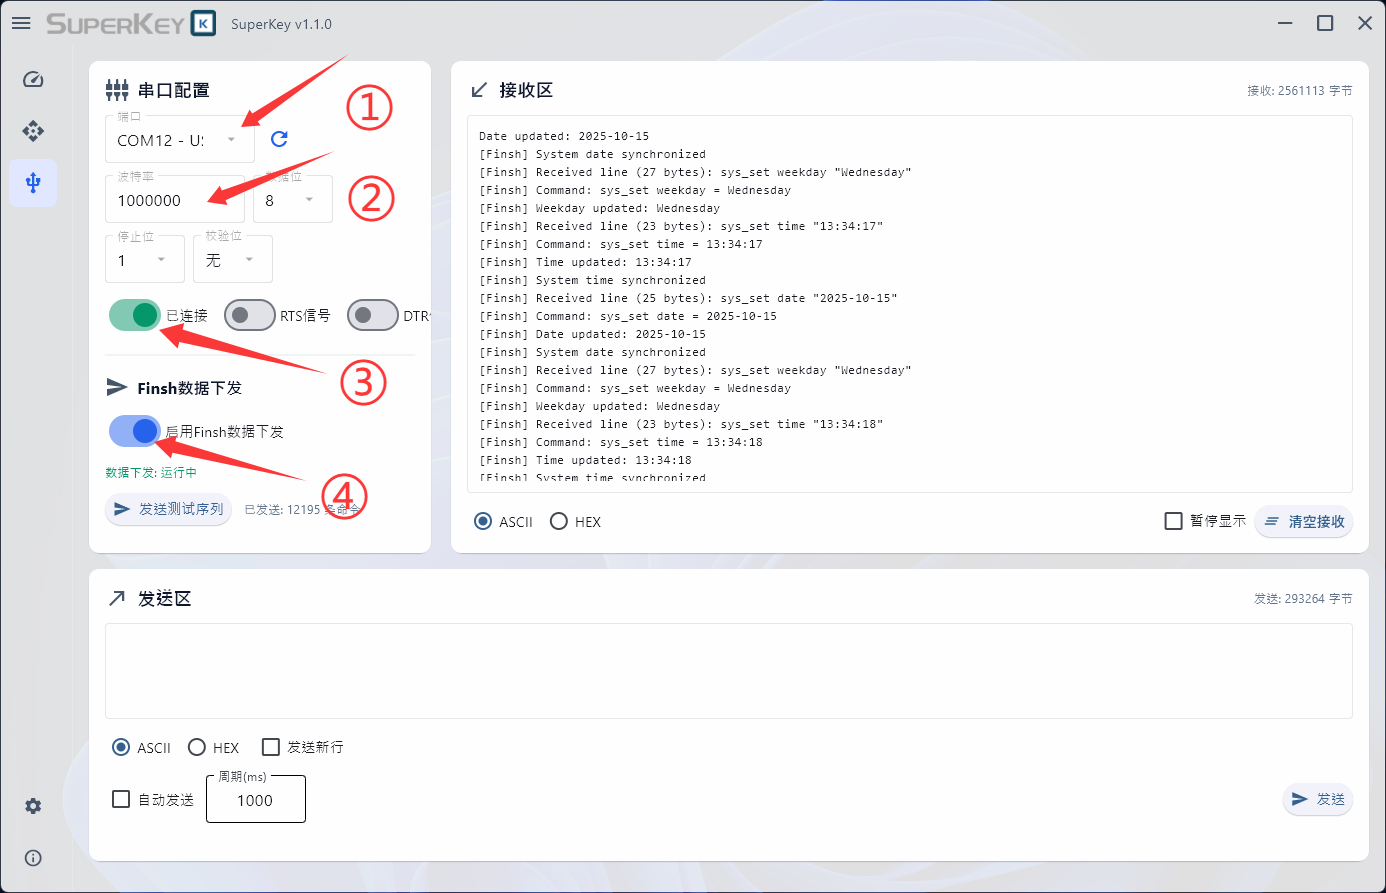 SUPERKEY K SuperKey v1.1.0
串口配置
①
端口
COM12 - U
波特率
1000000
8
②
停止位
1
校验位
无
已连接
RTS信号
DTR
③
Finsh数据下发
启用Finsh数据下发
数据下发: 运行中
④
发送测试序列
已发送: 12195 条命令
接收区
接收: 2561113 字节
Date updated: 2025-10-15
[Finsh] System date synchronized
[Finsh] Received line (27 bytes): sys_set weekday "Wednesday"
[Finsh] Command: sys_set weekday = Wednesday
[Finsh] Weekday updated: Wednesday
[Finsh] Received line (23 bytes): sys_set time "13:34:17"
[Finsh] Command: sys_set time = 13:34:17
[Finsh] Time updated: 13:34:17
[Finsh] System time synchronized
[Finsh] Received line (25 bytes): sys_set date "2025-10-15"
[Finsh] Command: sys_set date = 2025-10-15
[Finsh] Date updated: 2025-10-15
[Finsh] System date synchronized
[Finsh] Received line (27 bytes): sys_set weekday "Wednesday"
[Finsh] Command: sys_set weekday = Wednesday
[Finsh] Weekday updated: Wednesday
[Finsh] Received line (23 bytes): sys_set time "13:34:18"
[Finsh] Command: sys_set time = 13:34:18
[Finsh] Time updated: 13:34:18
[Finsh] System time synchronized
ASCII
HEX
暂停显示
清空接收
发送区
发送: 293264 字节
ASCII
HEX
发送新行
自动发送
周期(ms)
1000
发送